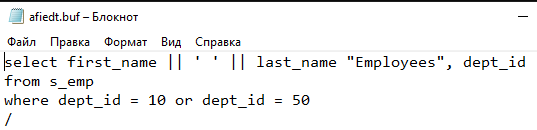 afiedt.buf – Блокнот
Файл Правка Формат Вид Справка
select first_name || ' ' || last_name "Employees", dept_id
from s_emp
where dept_id = 10 or dept_id = 50
/